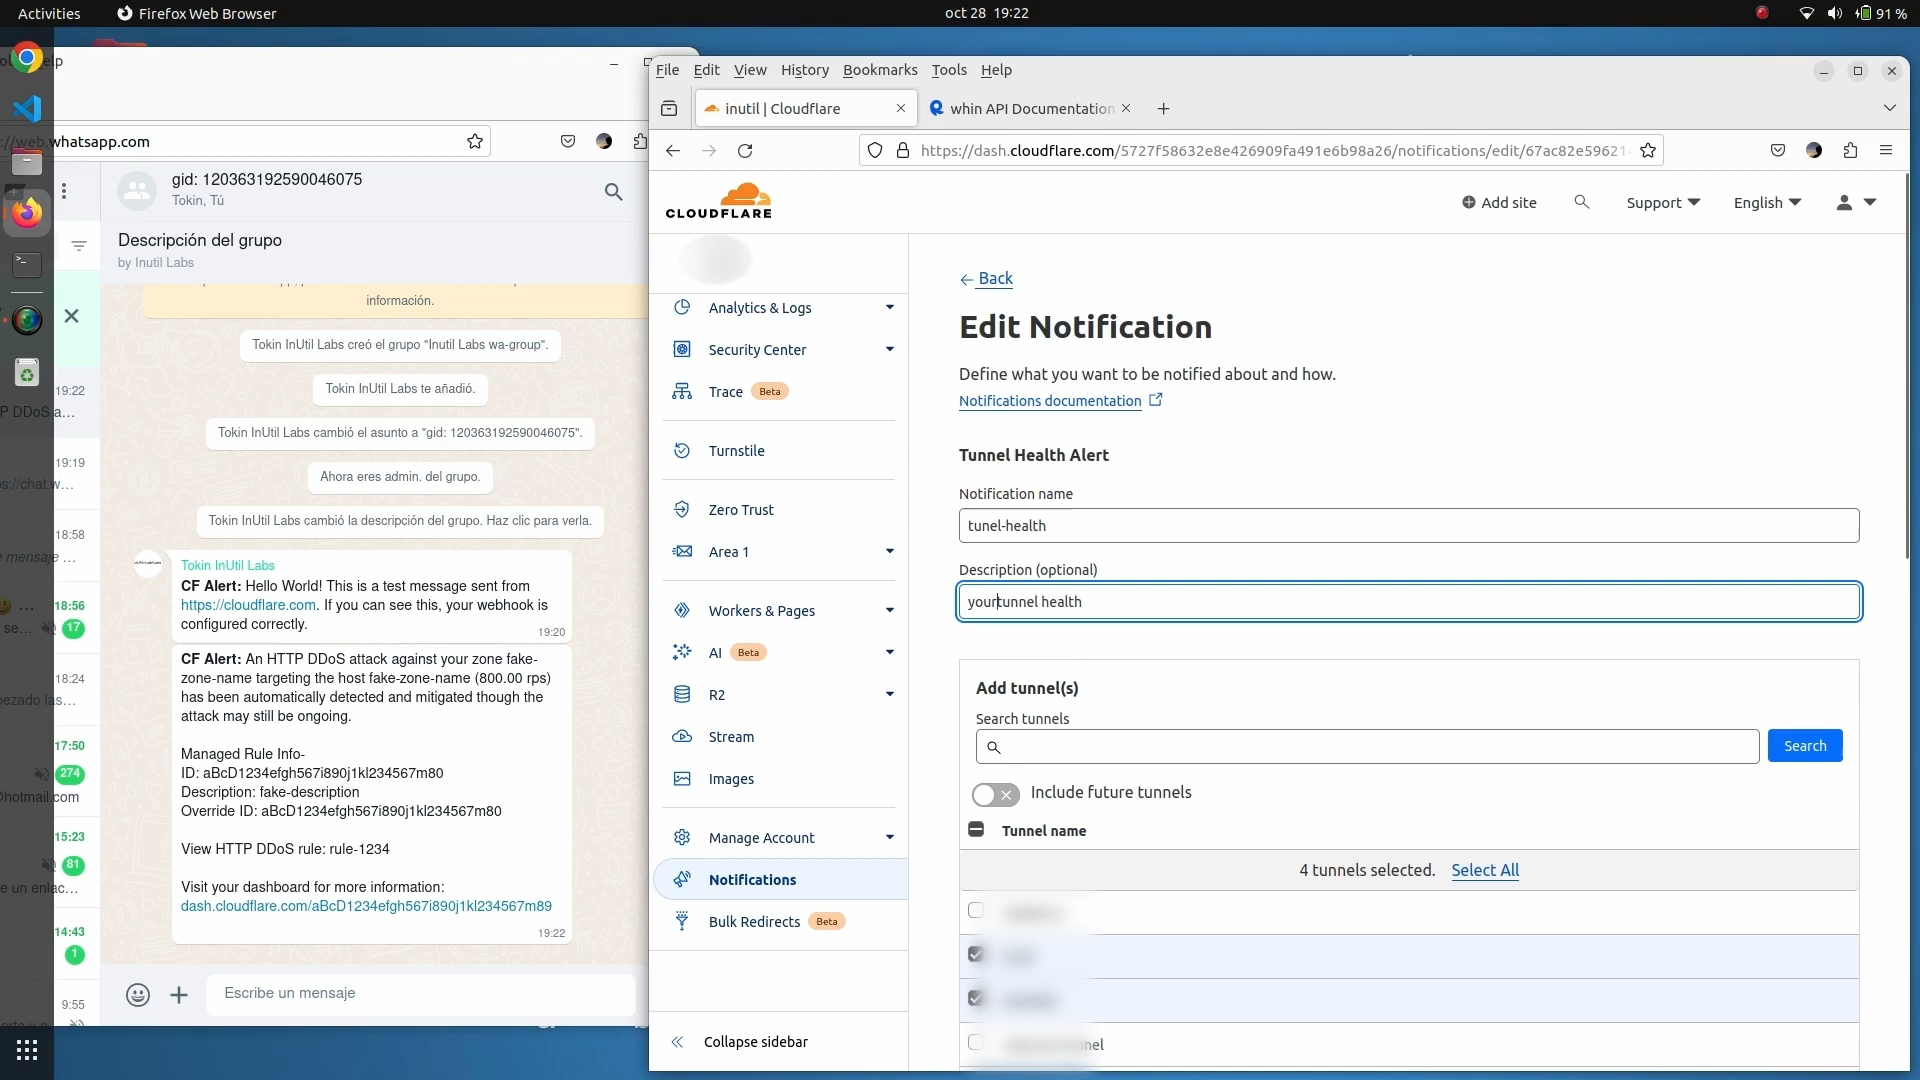 Activities
Firefox Web Browser
oct 28 19:22
91 %
elp
//web.whatsapp.com
gid: 120363192590046075
Tokin, Tú
Descripción del grupo
by Inutil Labs
información.
Tokin InUtil Labs creó el grupo "Inutil Labs wa-group".
Tokin InUtil Labs te añadió.
Tokin InUtil Labs cambió el asunto a "gid: 120363192590046075".
Ahora eres admin. del grupo.
Tokin InUtil Labs cambió la descripción del grupo. Haz clic para verla.
Tokin InUtil Labs
CF Alert: Hello World! This is a test message sent from
https://cloudflare.com. If you can see this, your webhook is
configured correctly.
19:20
CF Alert: An HTTP DDoS attack against your zone fake-
zone-name targeting the host fake-zone-name (800.00 rps)
has been automatically detected and mitigated though the
attack may still be ongoing.
Managed Rule Info-
ID: aBcD1234efgh567i890j1kl234567m80
Description: fake-description
Override ID: aBcD1234efgh567i890j1kl234567m80
View HTTP DDoS rule: rule-1234
Visit your dashboard for more information:
dash.cloudflare.com/aBcD1234efgh567i890j1kl234567m89
19:22
Escribe un mensaje
19:22
P DDoS a...
19:19
ps://chat.w...
18:58
e mensaje ...
18:56
se... 17
18:24
pezado las...
17:50
274
@hotmail.com
15:23
81
e un enlac...
14:43
1
9:55
File Edit View History Bookmarks Tools Help
inutil | Cloudflare
whin API Documentation
https://dash.cloudflare.com/5727f58632e8e426909fa491e6b98a26/notifications/edit/67ac82e59621
CLOUDFLARE
Add site
Support
English
Analytics & Logs
Security Center
Trace Beta
Turnstile
Zero Trust
Area 1
Workers & Pages
AI Beta
R2
Stream
Images
Manage Account
Notifications
Bulk Redirects Beta
Collapse sidebar
Back
Edit Notification
Define what you want to be notified about and how.
Notifications documentation
Tunnel Health Alert
Notification name
tunel-health
Description (optional)
yourtunnel health
Add tunnel(s)
Search tunnels
Search
Include future tunnels
Tunnel name
4 tunnels selected. Select All
nel